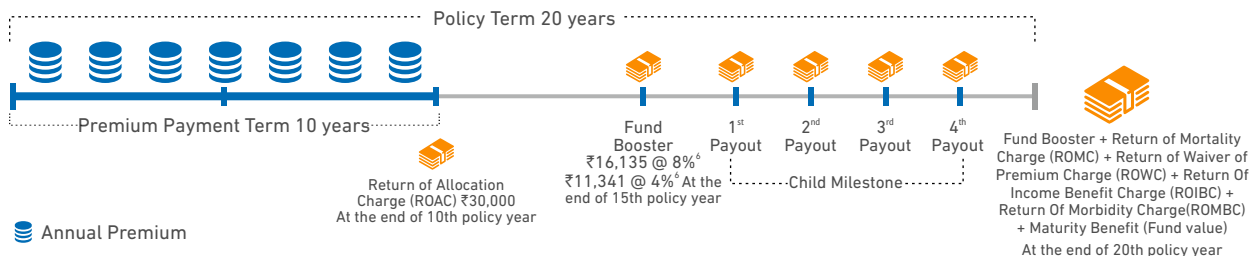 Policy Term 20 years
Premium Payment Term 10 years
Return of Allocation
Charge (ROAC) ₹30,000
At the end of 10th policy year
Fund
Booster
₹16,135 @ 8%⁶
₹11,341 @ 4%⁶ At the
end of 15th policy year
1st
Payout
2nd
Payout
3rd
Payout
4th
Payout
Child Milestone
Fund Booster + Return of Mortality
Charge (ROMC) + Return of Waiver of
Premium Charge (ROWC) + Return Of
Income Benefit Charge (ROIBC) +
Return Of Morbidity Charge(ROMBC)
+ Maturity Benefit (Fund value)
At the end of 20th policy year
Annual Premium